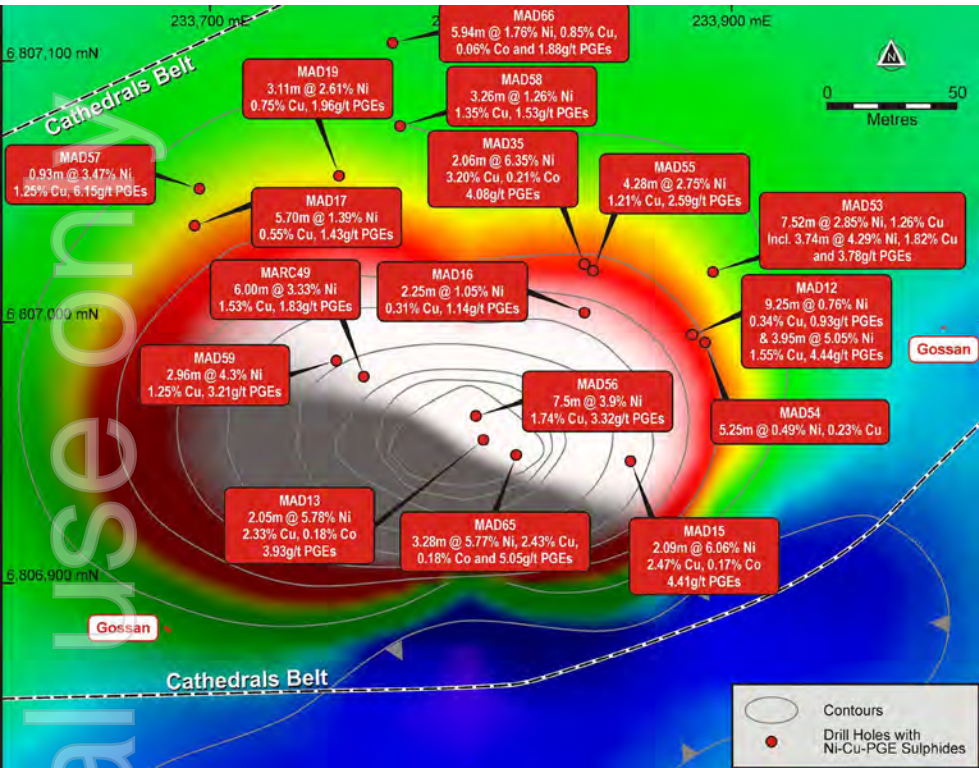 233,700 mE
233,900 mE
6,807,100 mN
6,807,000 mN
6,806,900 mN
MAD66
5.94m @ 1.76% Ni, 0.85% Cu,
0.06% Co and 1.88g/t PGEs
N
0 50
Metres
Cathedrals Belt
MAD19
3.11m @ 2.61% Ni
0.75% Cu, 1.96g/t PGEs
MAD58
3.26m @ 1.26% Ni
1.35% Cu, 1.53g/t PGEs
MAD35
2.06m @ 6.35% Ni
3.20% Cu, 0.21% Co
4.08g/t PGEs
MAD57
0.93m @ 3.47% Ni
1.25% Cu, 6.15g/t PGEs
MAD55
4.28m @ 2.75% Ni
1.21% Cu, 2.59g/t PGEs
MAD17
5.70m @ 1.39% Ni
0.55% Cu, 1.43g/t PGEs
MAD53
7.52m @ 2.85% Ni, 1.26% Cu
Incl. 3.74m @ 4.29% Ni, 1.82% Cu
and 3.78g/t PGEs
MARC49
6.00m @ 3.33% Ni
1.53% Cu, 1.83g/t PGEs
MAD16
2.25m @ 1.05% Ni
0.31% Cu, 1.14g/t PGEs
MAD12
9.25m @ 0.76% Ni
0.34% Cu, 0.93g/t PGEs
& 3.95m @ 5.05% Ni
1.55% Cu, 4.44g/t PGEs
Gossan
MAD59
2.96m @ 4.3% Ni
1.25% Cu, 3.21g/t PGEs
MAD56
7.5m @ 3.9% Ni
1.74% Cu, 3.32g/t PGEs
MAD54
5.25m @ 0.49% Ni, 0.23% Cu
MAD13
2.05m @ 5.78% Ni
2.33% Cu, 0.18% Co
3.93g/t PGEs
MAD65
3.28m @ 5.77% Ni, 2.43% Cu,
0.18% Co and 5.05g/t PGEs
MAD15
2.09m @ 6.06% Ni
2.47% Cu, 0.17% Co
4.41g/t PGEs
Gossan
Cathedrals Belt
Contours
Drill Holes with
Ni-Cu-PGE Sulphides
al use only